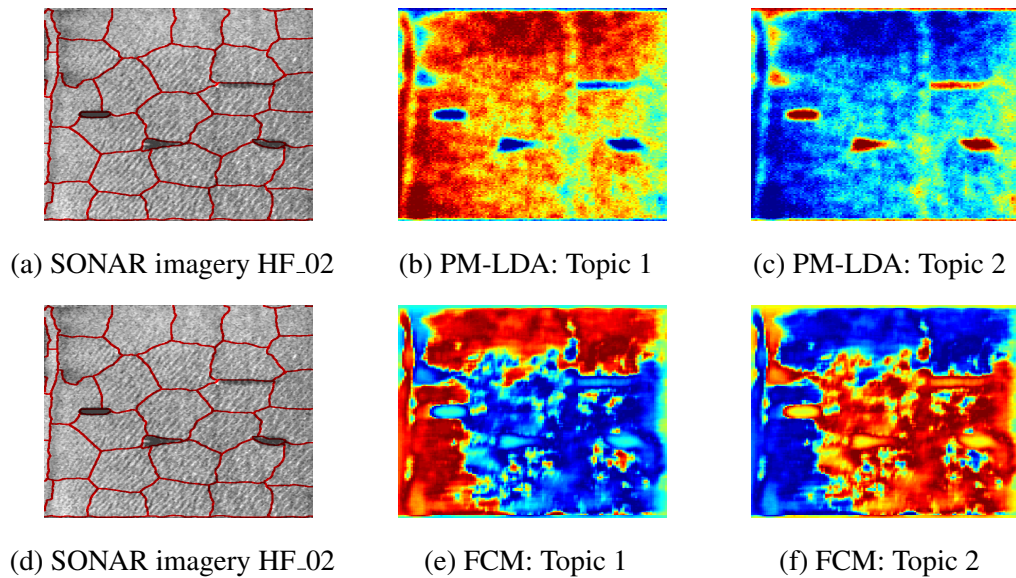 (a) SONAR imagery HF_02
(b) PM-LDA: Topic 1
(c) PM-LDA: Topic 2
(d) SONAR imagery HF_02
(e) FCM: Topic 1
(f) FCM: Topic 2